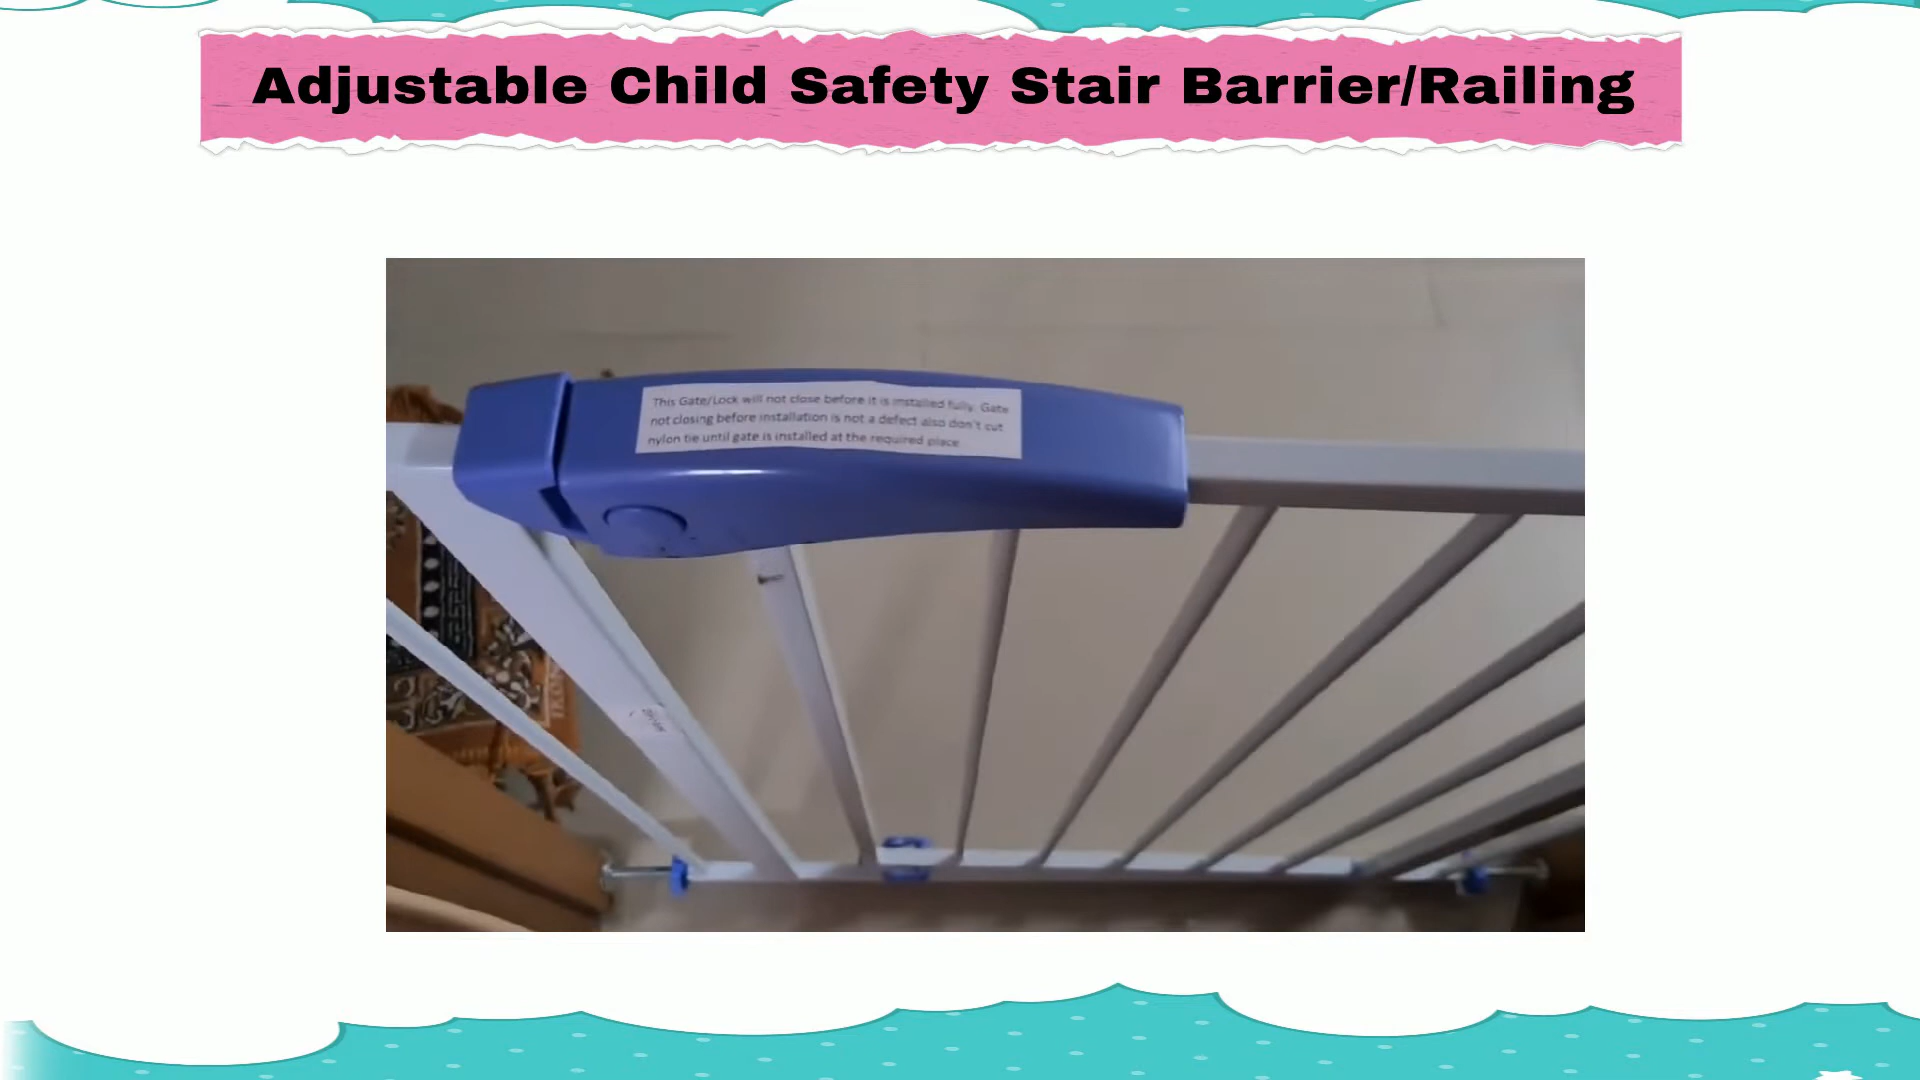 Adjustable Child Safety Stair Barrier/Railing
This Gate/Lock will not close before it is installed fully. Gate
not closing before installation is not a defect also don't cut
nylon tie until gate is installed at the required place